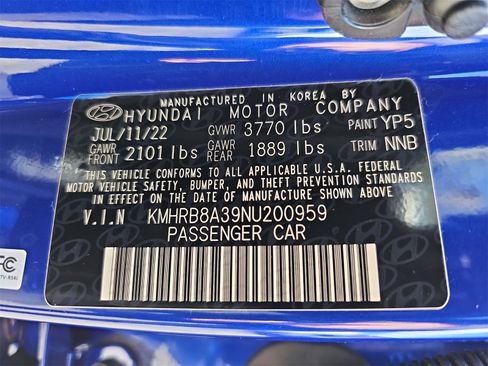 MANUFACTURED IN KOREA BY
HYUNDAI MOTOR COMPANY
JUL/11/22 GVWR 3770 lbs PAINT YP5
GAWR FRONT 2101 lbs GAWR REAR 1889 lbs TRIM NNB
THIS VEHICLE CONFORMS TO ALL APPLICABLE U.S.A. FEDERAL
MOTOR VEHICLE SAFETY, BUMPER, AND THEFT PREVENTION STANDARDS
IN EFFECT ON THE DATE OF MANUFACTURE SHOWN ABOVE.
V.I.N KMHRB8A39NU200959
PASSENGER CAR
FC